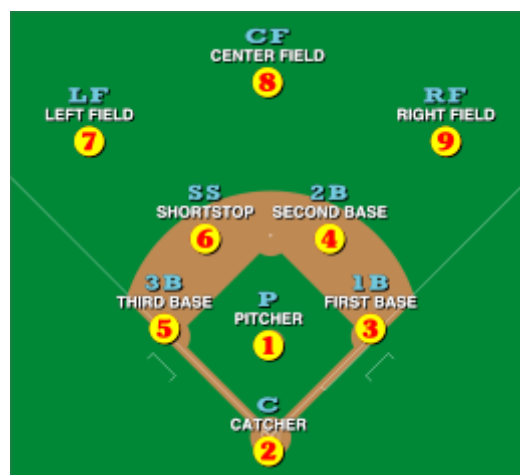 CF
CENTER FIELD
8
LF
LEFT FIELD
7
RF
RIGHT FIELD
9
SS
SHORTSTOP
6
2B
SECOND BASE
4
3B
THIRD BASE
5
P
PITCHER
1
1B
FIRST BASE
3
C
CATCHER
2